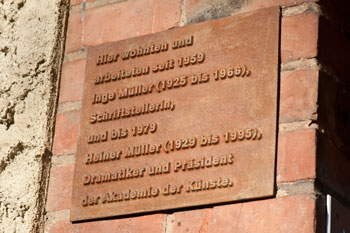 Hier wohnten und
arbeiteten seit 1959
Inge Müller (1925 bis 1966),
Schriftstellerin,
und bis 1979
Heiner Müller (1929 bis 1995),
Dramatiker und Präsident
der Akademie der Künste.